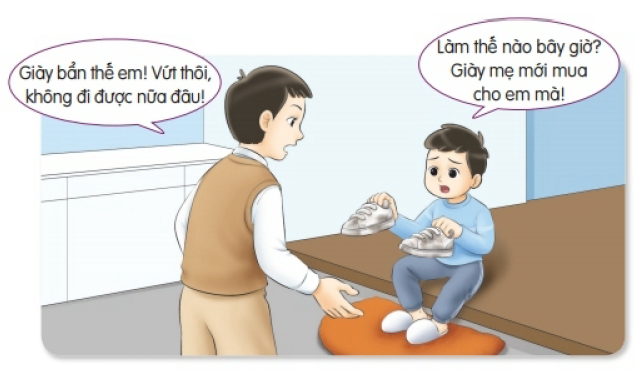 Giày bẩn thế em! Vứt thôi,
không đi được nữa đâu!
Làm thế nào bây giờ?
Giày mẹ mới mua
cho em mà!